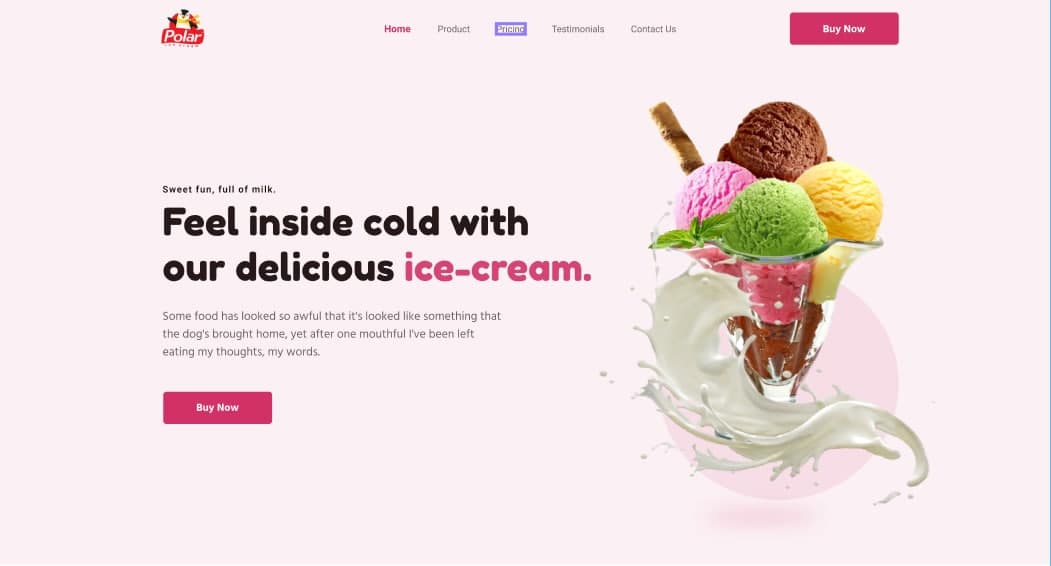 Polar
ICE CREAM
Home
Product
Pricing
Testimonials
Contact Us
Buy Now
Sweet fun, full of milk.
Feel inside cold with
our delicious ice-cream.
Some food has looked so awful that it's looked like something that
the dog's brought home, yet after one mouthful I've been left
eating my thoughts, my words.
Buy Now